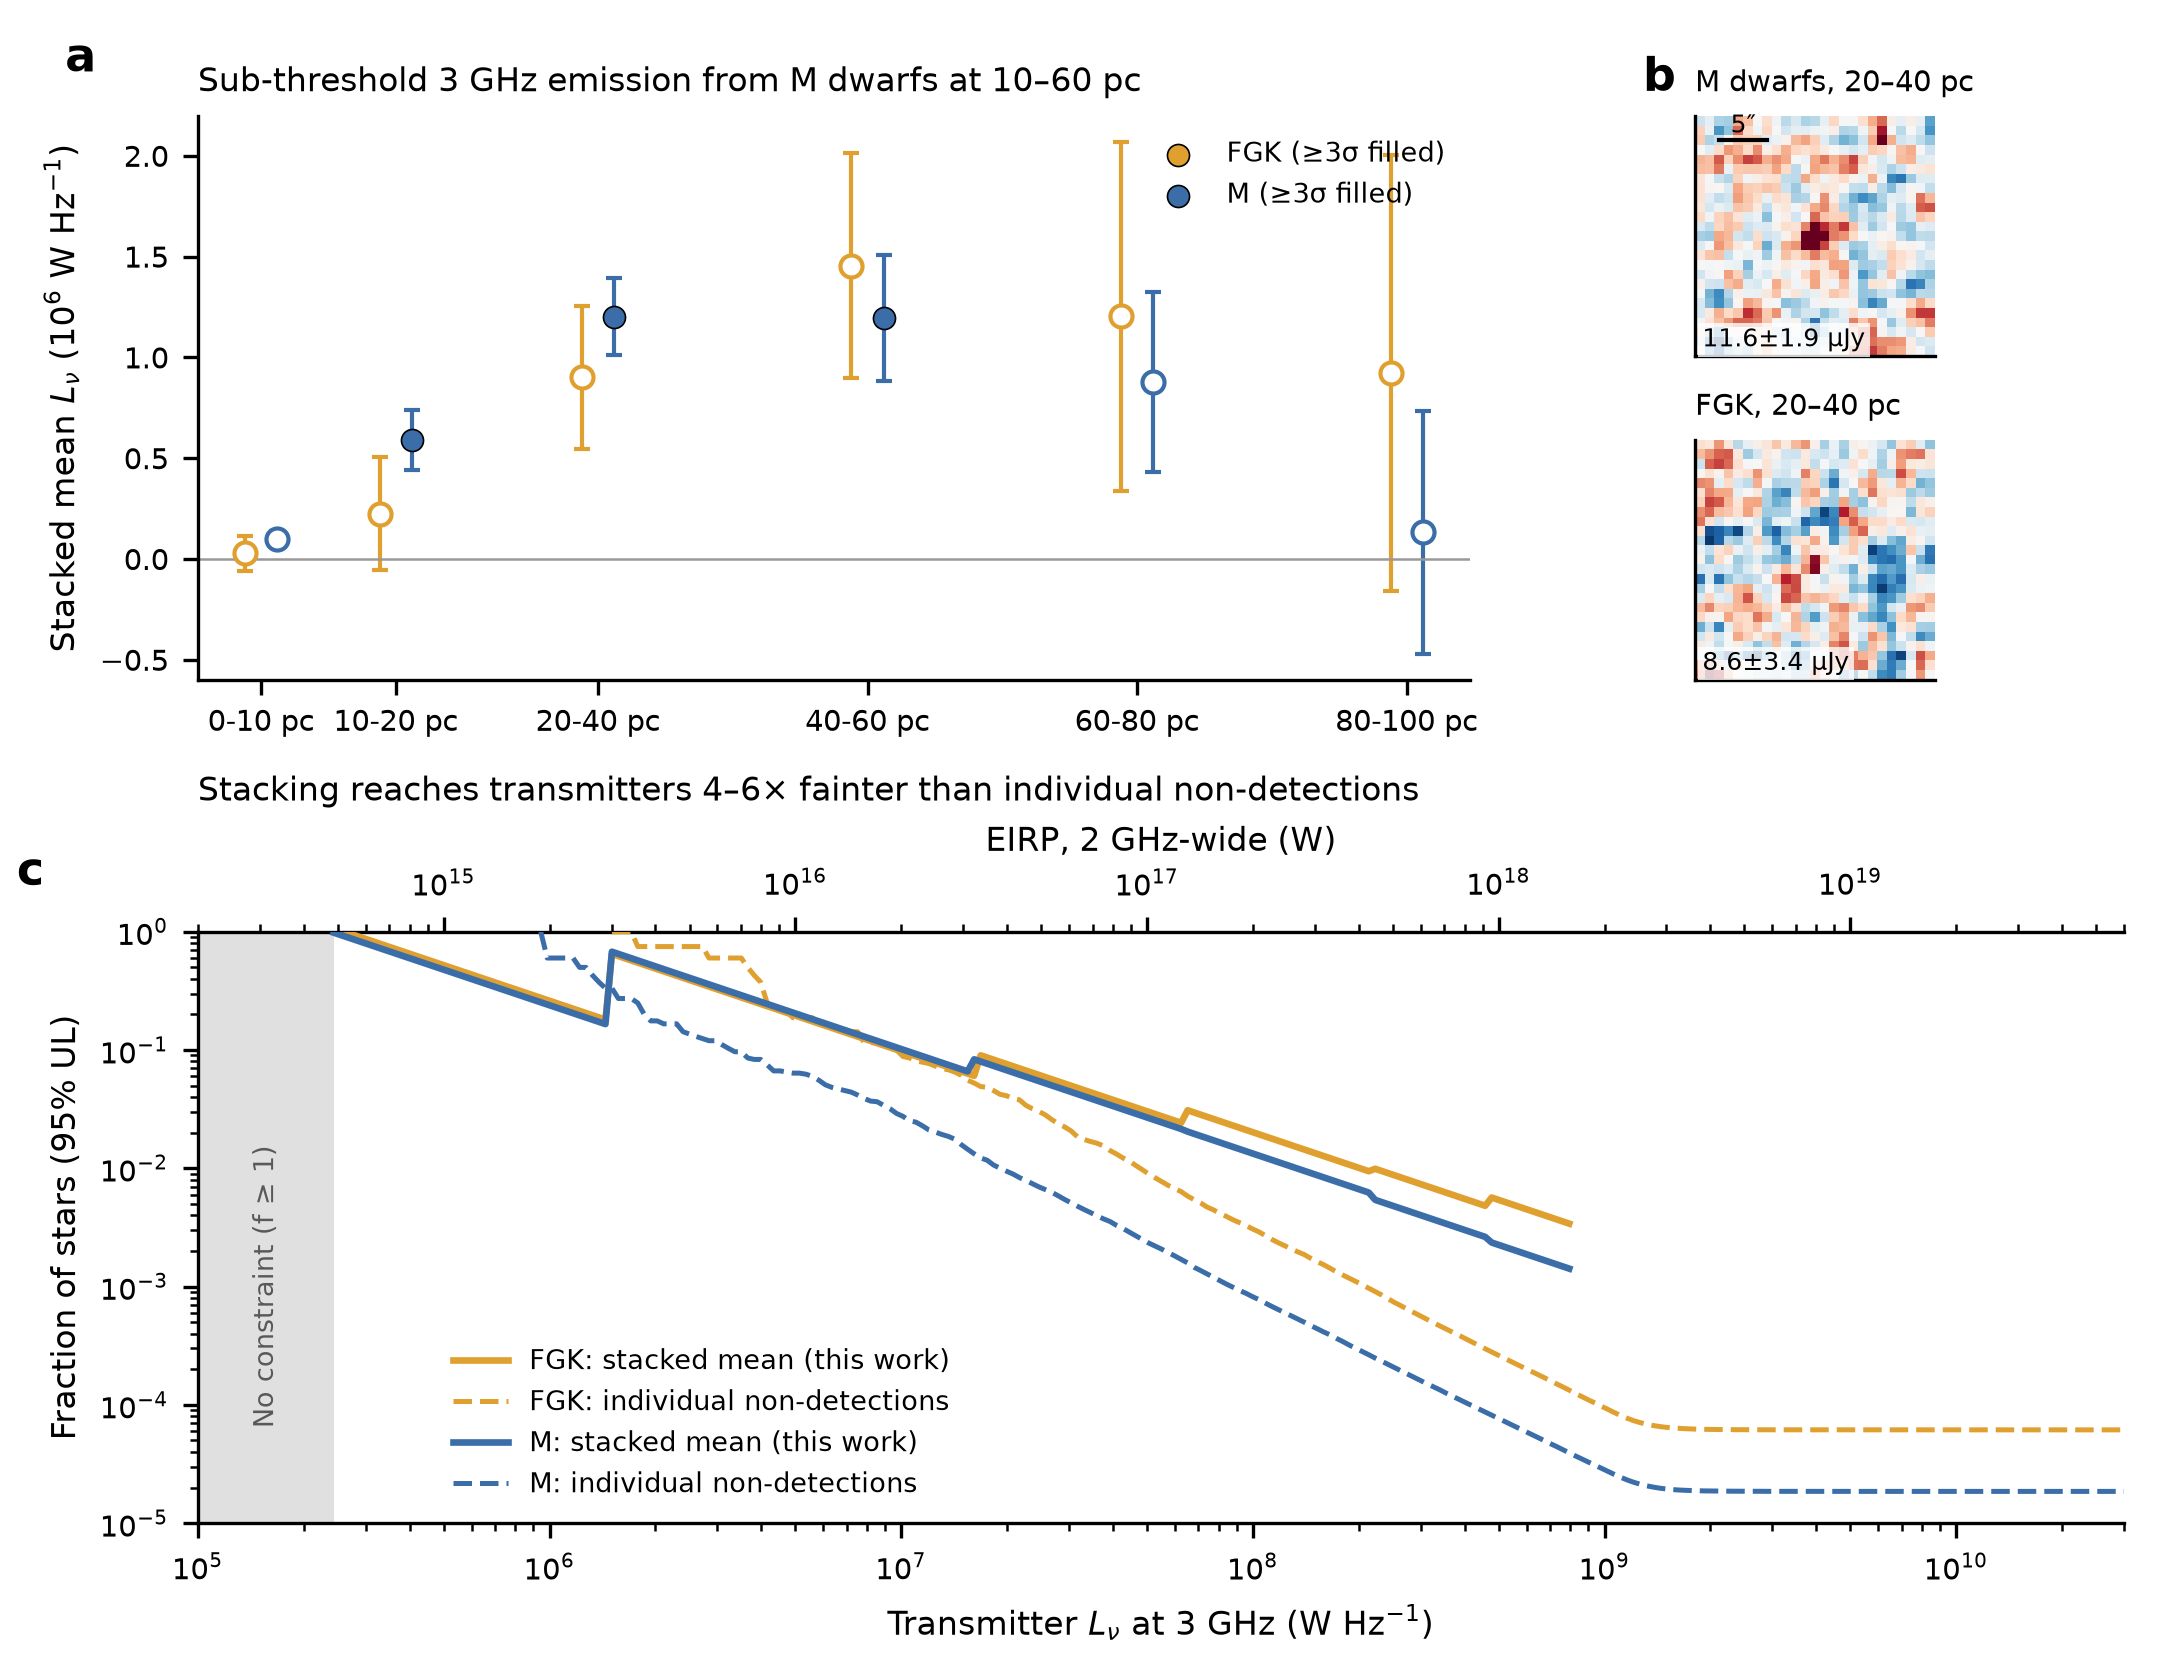 a
Sub-threshold 3 GHz emission from M dwarfs at 10–60 pc
Stacked mean Lν (10⁶ W Hz⁻¹)
2.0
1.5
1.0
0.5
0.0
−0.5
FGK (≥3σ filled)
M (≥3σ filled)
0-10 pc
10-20 pc
20-40 pc
40-60 pc
60-80 pc
80-100 pc
b
M dwarfs, 20–40 pc
5″
11.6±1.9 μJy
FGK, 20–40 pc
8.6±3.4 μJy
Stacking reaches transmitters 4–6× fainter than individual non-detections
c
EIRP, 2 GHz-wide (W)
10¹⁵
10¹⁶
10¹⁷
10¹⁸
10¹⁹
Fraction of stars (95% UL)
10⁰
10⁻¹
10⁻²
10⁻³
10⁻⁴
10⁻⁵
No constraint (f ≥ 1)
FGK: stacked mean (this work)
FGK: individual non-detections
M: stacked mean (this work)
M: individual non-detections
10⁵
10⁶
10⁷
10⁸
10⁹
10¹⁰
Transmitter Lν at 3 GHz (W Hz⁻¹)